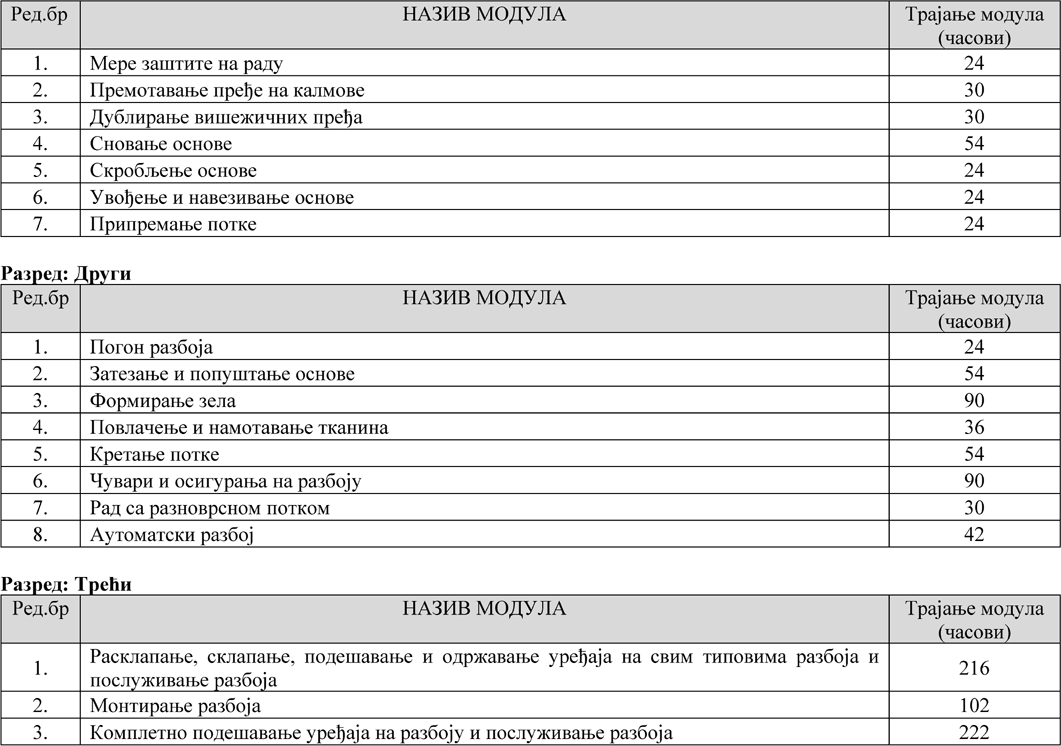 Ред.бр НАЗИВ МОДУЛА Трајање модула
(часови)
1. Мере заштите на раду 24
2. Премотавање пређе на калмове 30
3. Дублирање вишежичних пређа 30
4. Сновање основе 54
5. Скробљење основе 24
6. Увођење и навезивање основе 24
7. Припремање потке 24
Разред: Други
Ред.бр НАЗИВ МОДУЛА Трајање модула
(часови)
1. Погон разбоја 24
2. Затезање и попуштање основе 54
3. Формирање зела 90
4. Повлачење и намотавање тканина 36
5. Кретање потке 54
6. Чувари и осигурања на разбоју 90
7. Рад са разноврсном потком 30
8. Аутоматски разбој 42
Разред: Трећи
Ред.бр НАЗИВ МОДУЛА Трајање модула
(часови)
1. Расклапање, склапање, подешавање и одржавање уређаја на свим типовима разбоја и 216
послуживање разбоја
2. Монтирање разбоја 102
3. Комплетно подешавање уређаја на разбоју и послуживање разбоја 222